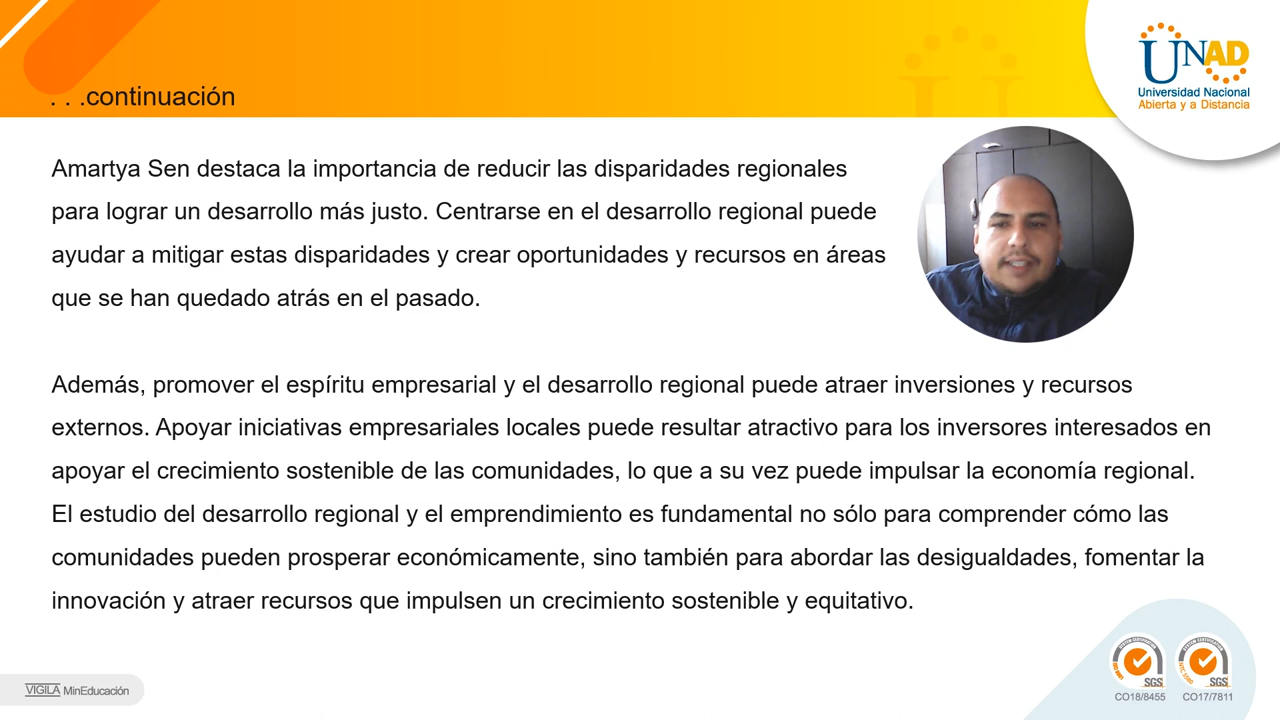 . . .continuación
UNAD
Universidad Nacional
Abierta y a Distancia
Amartya Sen destaca la importancia de reducir las disparidades regionales
para lograr un desarrollo más justo. Centrarse en el desarrollo regional puede
ayudar a mitigar estas disparidades y crear oportunidades y recursos en áreas
que se han quedado atrás en el pasado.
Además, promover el espíritu empresarial y el desarrollo regional puede atraer inversiones y recursos
externos. Apoyar iniciativas empresariales locales puede resultar atractivo para los inversores interesados en
apoyar el crecimiento sostenible de las comunidades, lo que a su vez puede impulsar la economía regional.
El estudio del desarrollo regional y el emprendimiento es fundamental no sólo para comprender cómo las
comunidades pueden prosperar económicamente, sino también para abordar las desigualdades, fomentar la
innovación y atraer recursos que impulsen un crecimiento sostenible y equitativo.
VIGILA MinEducación
SGS SGS
CO18/8455 CO17/7811